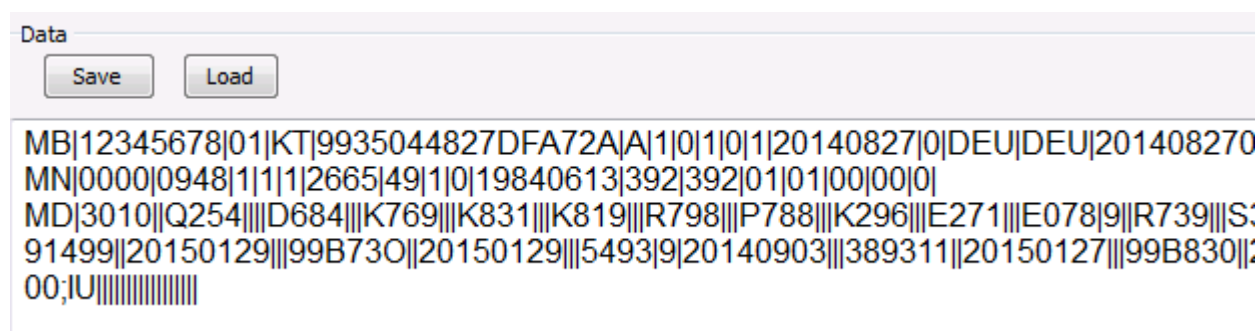 Data
Save Load
MB|12345678|01|KT|9935044827DFA72A|A|1|0|1|0|1|20140827|0|DEU|DEU|201408270
MN|0000|0948|1|1|1|2665|49|1|0|19840613|392|392|01|01|00|00|0|
MD|3010||Q254||||D684|||K769|||K831|||K819|||R798|||P788|||K296|||E271|||E078|9||R739|||S3
91499||20150129|||99B73O||20150129|||5493|9|20140903|||389311||20150127|||99B830||2
00;IU|||||||||||||||||